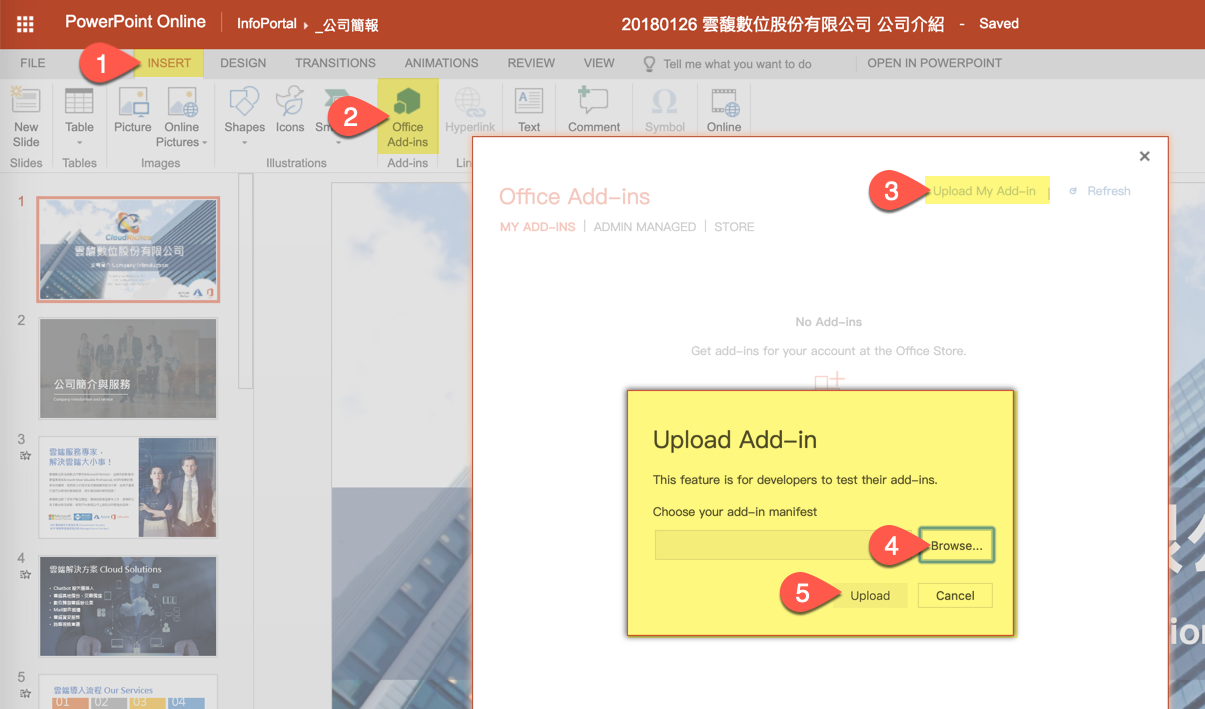 PowerPoint Online
InfoPortal ▸ _公司簡報
20180126 雲馥數位股份有限公司 公司介紹 - Saved
FILE
1
INSERT
DESIGN
TRANSITIONS
ANIMATIONS
REVIEW
VIEW
Tell me what you want to do
OPEN IN POWERPOINT
New Slide
Table
Picture
Online Pictures
Shapes
Icons
2
Office Add-ins
Hyperlink
Text
Comment
Symbol
Online
Slides
Tables
Images
Illustrations
Add-ins
Office Add-ins
3
Upload My Add-in
Refresh
MY ADD-INS | ADMIN MANAGED | STORE
No Add-ins
Get add-ins for your account at the Office Store.
Upload Add-in
This feature is for developers to test their add-ins.
Choose your add-in manifest
4
Browse...
5
Upload
Cancel
1
雲馥數位股份有限公司
2
公司簡介與服務
3
雲端服務專家，
解決雲端大小事！
4
雲端解決方案 Cloud Solutions
5
雲端導入流程 Our Services
01
02
03
04